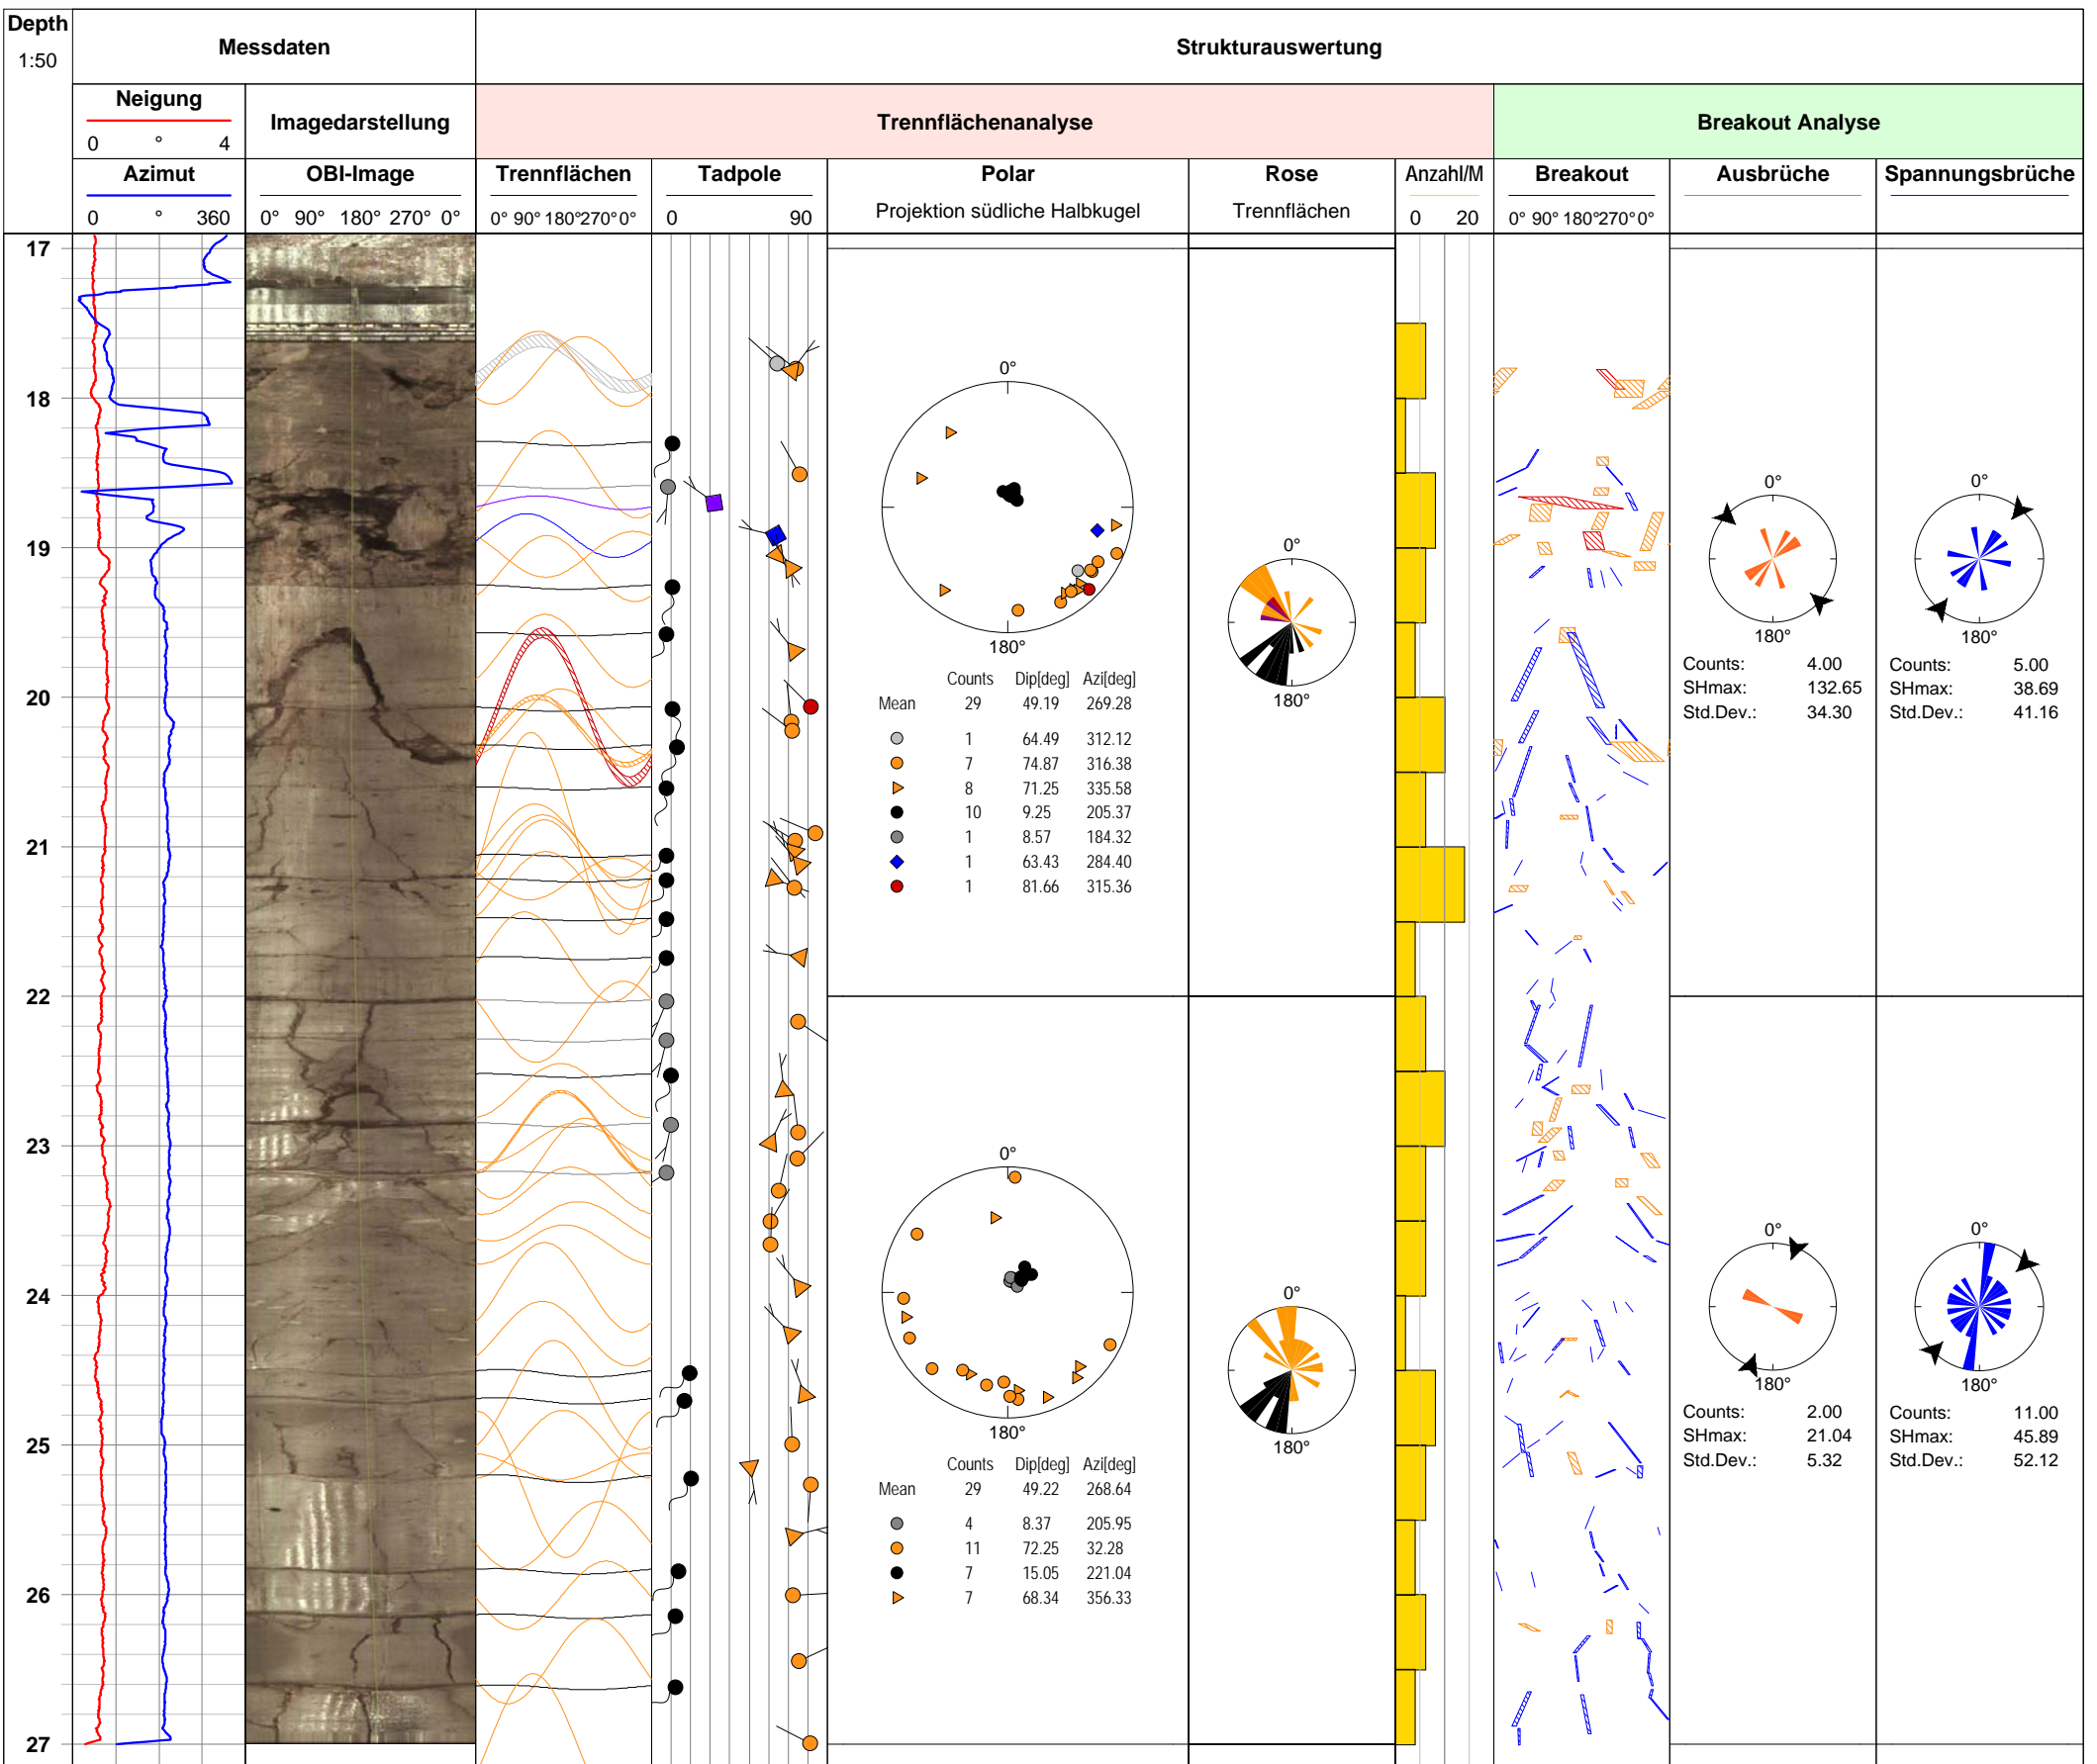 Depth
1:50
Messdaten
Strukturauswertung
Neigung
0 ° 4
Imagedarstellung
Trennflächenanalyse
Breakout Analyse
Azimut
0 ° 360
OBI-Image
0° 90° 180° 270° 0°
Trennflächen
0° 90° 180°270°0°
Tadpole
0 90
Polar
Projektion südliche Halbkugel
Rose
Trennflächen
Anzahl/M
0 20
Breakout
0° 90° 180°270°0°
Ausbrüche
Spannungsbrüche
17
18
19
20
21
22
23
24
25
26
27
0°
180°
Counts Dip[deg] Azi[deg]
Mean 29 49.19 269.28
1 64.49 312.12
7 74.87 316.38
8 71.25 335.58
10 9.25 205.37
1 8.57 184.32
1 63.43 284.40
1 81.66 315.36
0°
180°
0°
180°
Counts: 4.00
SHmax: 132.65
Std.Dev.: 34.30
0°
180°
Counts: 5.00
SHmax: 38.69
Std.Dev.: 41.16
0°
180°
Counts Dip[deg] Azi[deg]
Mean 29 49.22 268.64
4 8.37 205.95
11 72.25 32.28
7 15.05 221.04
7 68.34 356.33
0°
180°
0°
180°
Counts: 2.00
SHmax: 21.04
Std.Dev.: 5.32
0°
180°
Counts: 11.00
SHmax: 45.89
Std.Dev.: 52.12